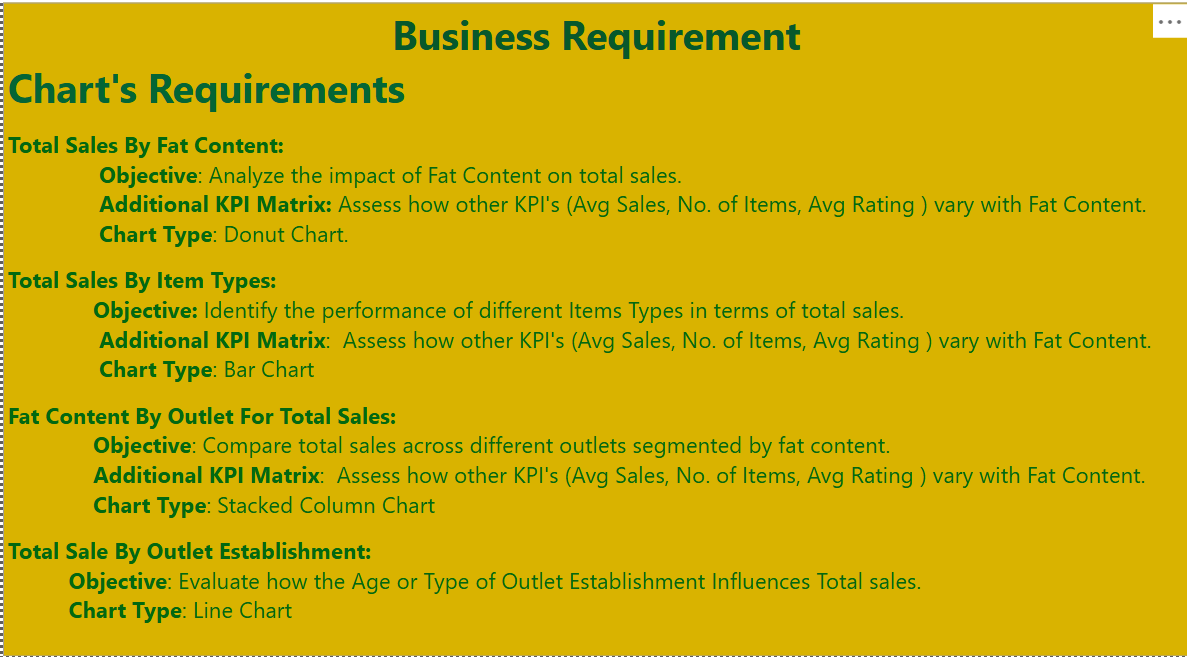 Business Requirement
Chart's Requirements
Total Sales By Fat Content:
Objective: Analyze the impact of Fat Content on total sales.
Additional KPI Matrix: Assess how other KPI's (Avg Sales, No. of Items, Avg Rating ) vary with Fat Content.
Chart Type: Donut Chart.
Total Sales By Item Types:
Objective: Identify the performance of different Items Types in terms of total sales.
Additional KPI Matrix:  Assess how other KPI's (Avg Sales, No. of Items, Avg Rating ) vary with Fat Content.
Chart Type: Bar Chart
Fat Content By Outlet For Total Sales:
Objective: Compare total sales across different outlets segmented by fat content.
Additional KPI Matrix:  Assess how other KPI's (Avg Sales, No. of Items, Avg Rating ) vary with Fat Content.
Chart Type: Stacked Column Chart
Total Sale By Outlet Establishment:
Objective: Evaluate how the Age or Type of Outlet Establishment Influences Total sales.
Chart Type: Line Chart